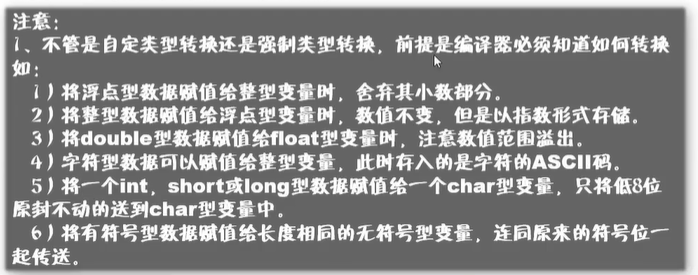 注意：
1、不管是自定类型转换还是强制类型转换，前提是编译器必须知道如何转换
如：
1）将浮点型数据赋值给整型变量时，舍弃其小数部分。
2）将整型数据赋值给浮点型变量时，数值不变，但是以指数形式存储。
3）将double型数据赋值给float型变量时，注意数值范围溢出。
4）字符型数据可以赋值给整型变量，此时存入的是字符的ASCII码。
5）将一个int，short或long型数据赋值给一个char型变量，只将低8位
原封不动的送到char型变量中。
6）将有符号型数据赋值给长度相同的无符号型变量，连同原来的符号位一
起传送。